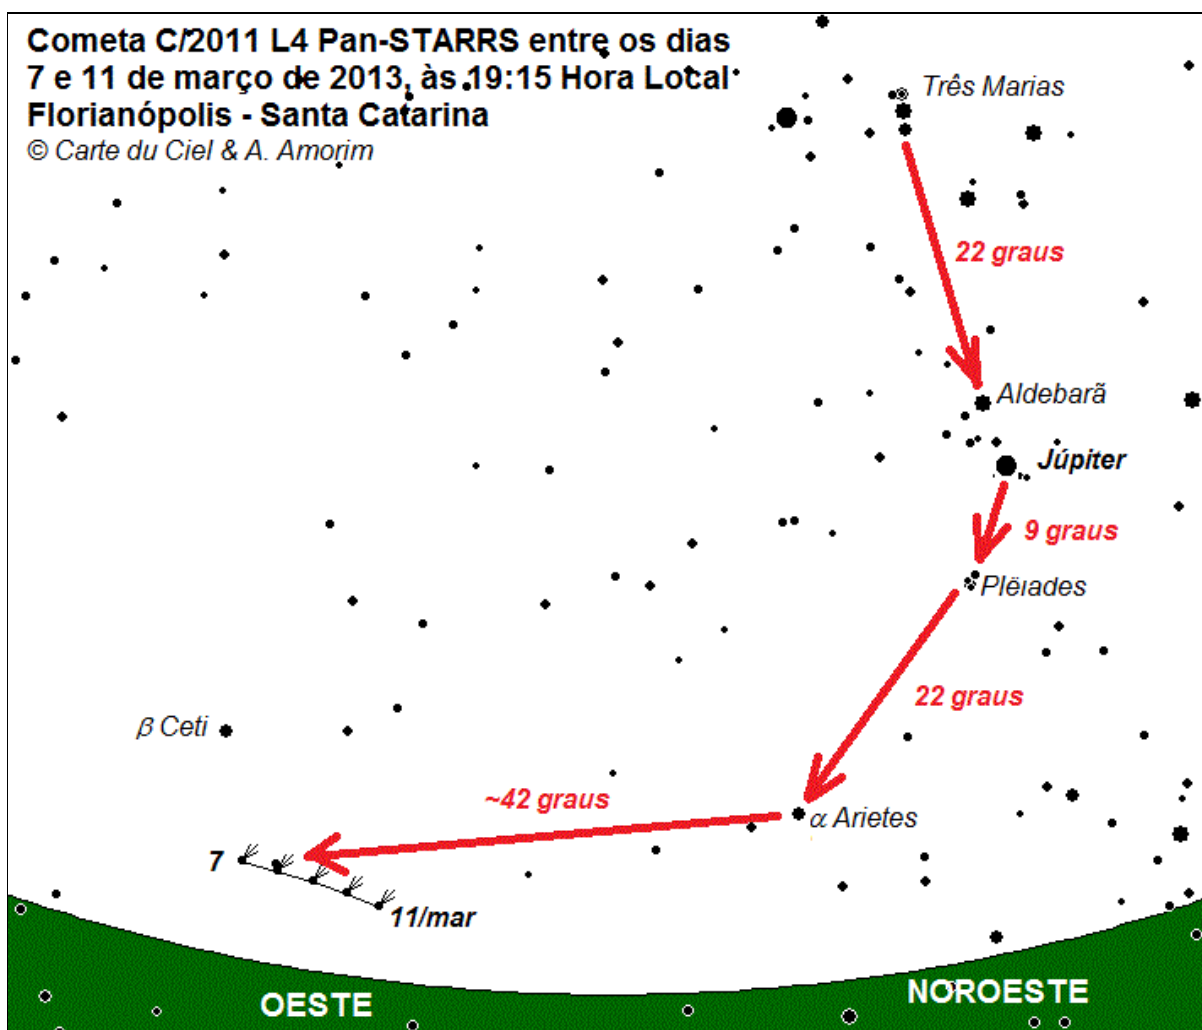 Cometa C/2011 L4 Pan-STARRS entre os dias
7 e 11 de março de 2013, às 19:15 Hora Local
Florianópolis - Santa Catarina
© Carte du Ciel & A. Amorim
Três Marias
22 graus
Aldebarã
Júpiter
9 graus
Plêiades
22 graus
β Ceti
~42 graus
α Arietes
7
11/mar
OESTE
NOROESTE